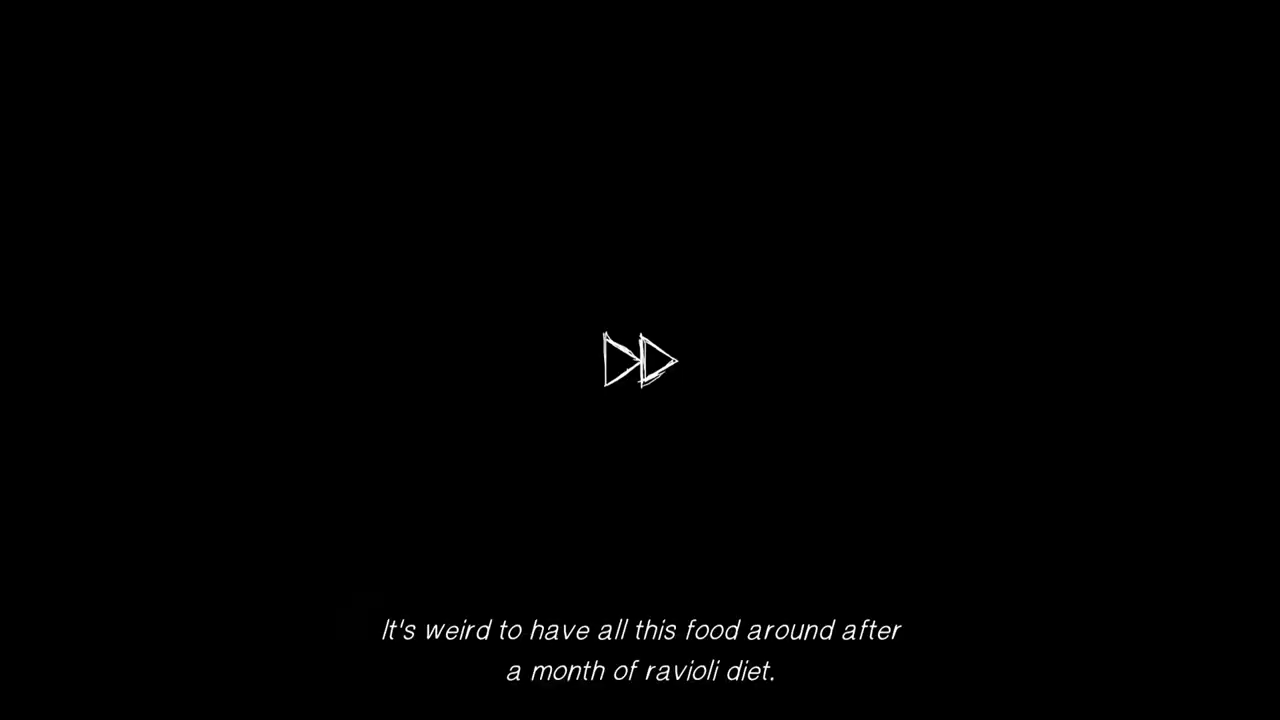 It's weird to have all this food around after
a month of ravioli diet.